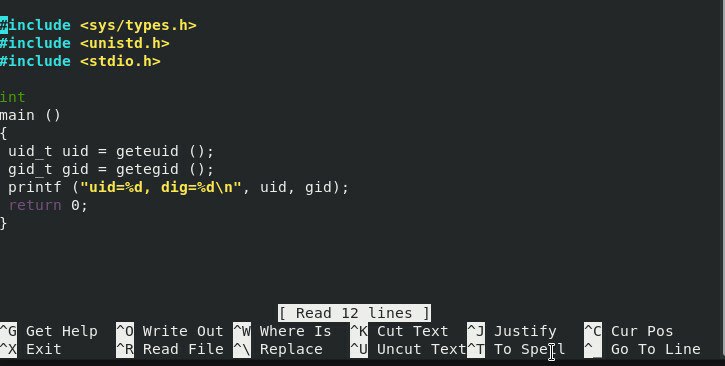 #include <sys/types.h>
#include <unistd.h>
#include <stdio.h>
int
main ()
{
uid_t uid = geteuid ();
gid_t gid = getegid ();
printf ("uid=%d, dig=%d\n", uid, gid);
return 0;
}
[ Read 12 lines ]
^G Get Help ^O Write Out ^W Where Is ^K Cut Text ^J Justify ^C Cur Pos
^X Exit ^R Read File ^\ Replace ^U Uncut Text ^T To Spell ^_ Go To Line